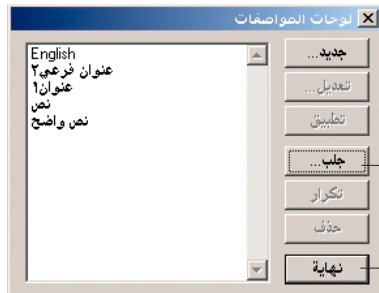 لوحات المواصفات
English
عنوان فرعي٢
عنوان١
نص
نص واضح
جديد...
تعديل...
تطبيق
جلب...
تكرار
حذف
نهاية